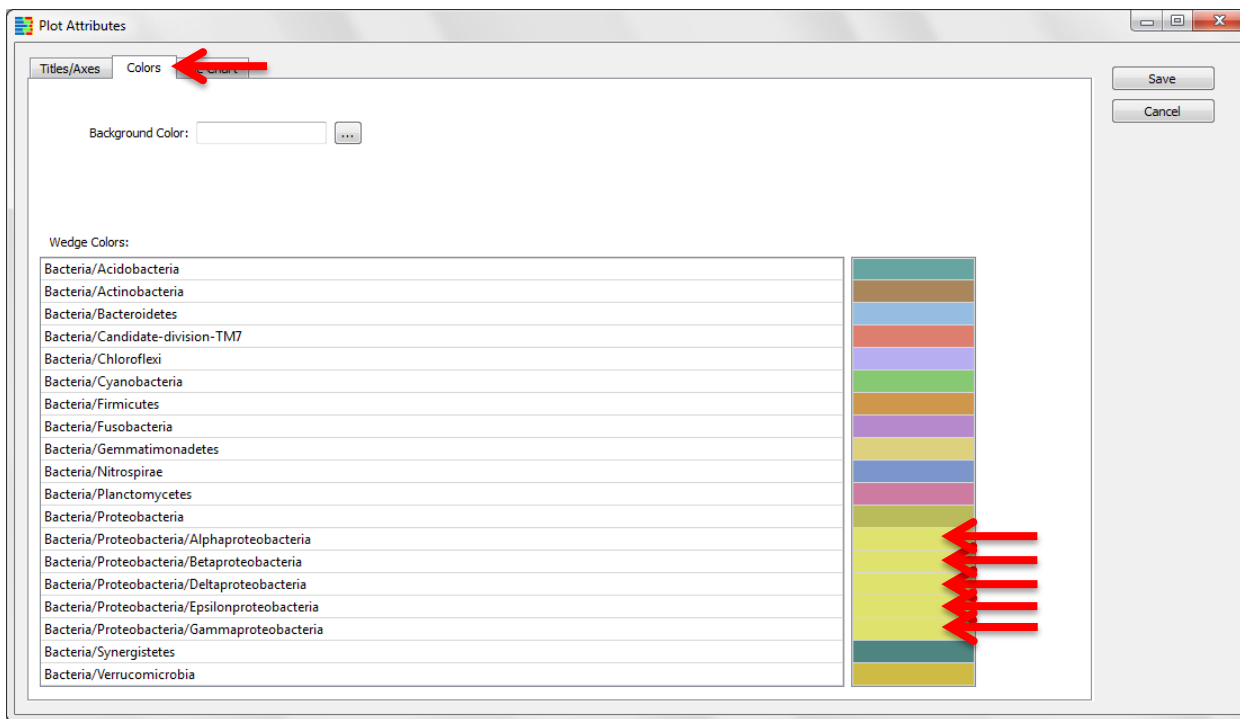 Plot Attributes
Titles/Axes Colors Chart
Save
Cancel
Background Color: ...
Wedge Colors:
Bacteria/Acidobacteria
Bacteria/Actinobacteria
Bacteria/Bacteroidetes
Bacteria/Candidate-division-TM7
Bacteria/Chloroflexi
Bacteria/Cyanobacteria
Bacteria/Firmicutes
Bacteria/Fusobacteria
Bacteria/Gemmatimonadetes
Bacteria/Nitrospirae
Bacteria/Planctomycetes
Bacteria/Proteobacteria
Bacteria/Proteobacteria/Alphaproteobacteria
Bacteria/Proteobacteria/Betaproteobacteria
Bacteria/Proteobacteria/Deltaproteobacteria
Bacteria/Proteobacteria/Epsilonproteobacteria
Bacteria/Proteobacteria/Gammaproteobacteria
Bacteria/Synergistetes
Bacteria/Verrucomicrobia